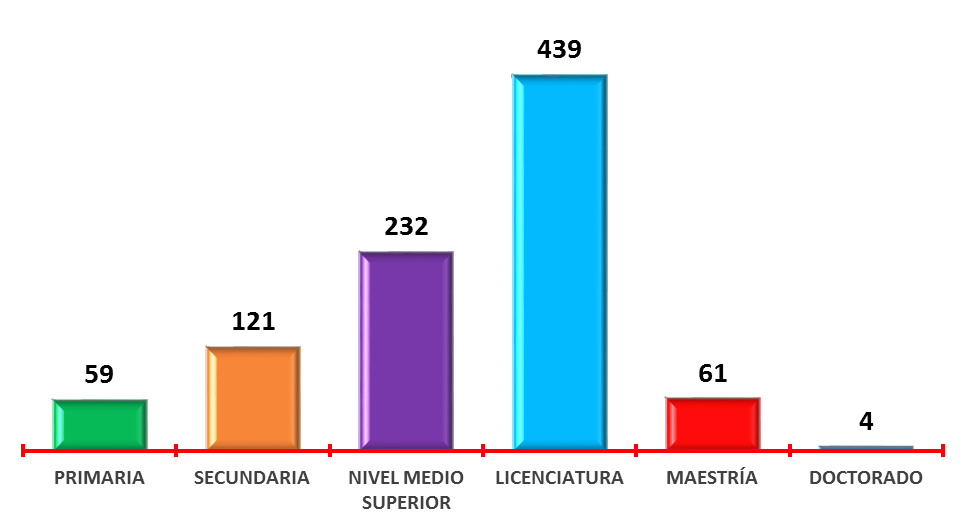 439
232
121
59
61
4
PRIMARIA
SECUNDARIA
NIVEL MEDIO
SUPERIOR
LICENCIATURA
MAESTRÍA
DOCTORADO